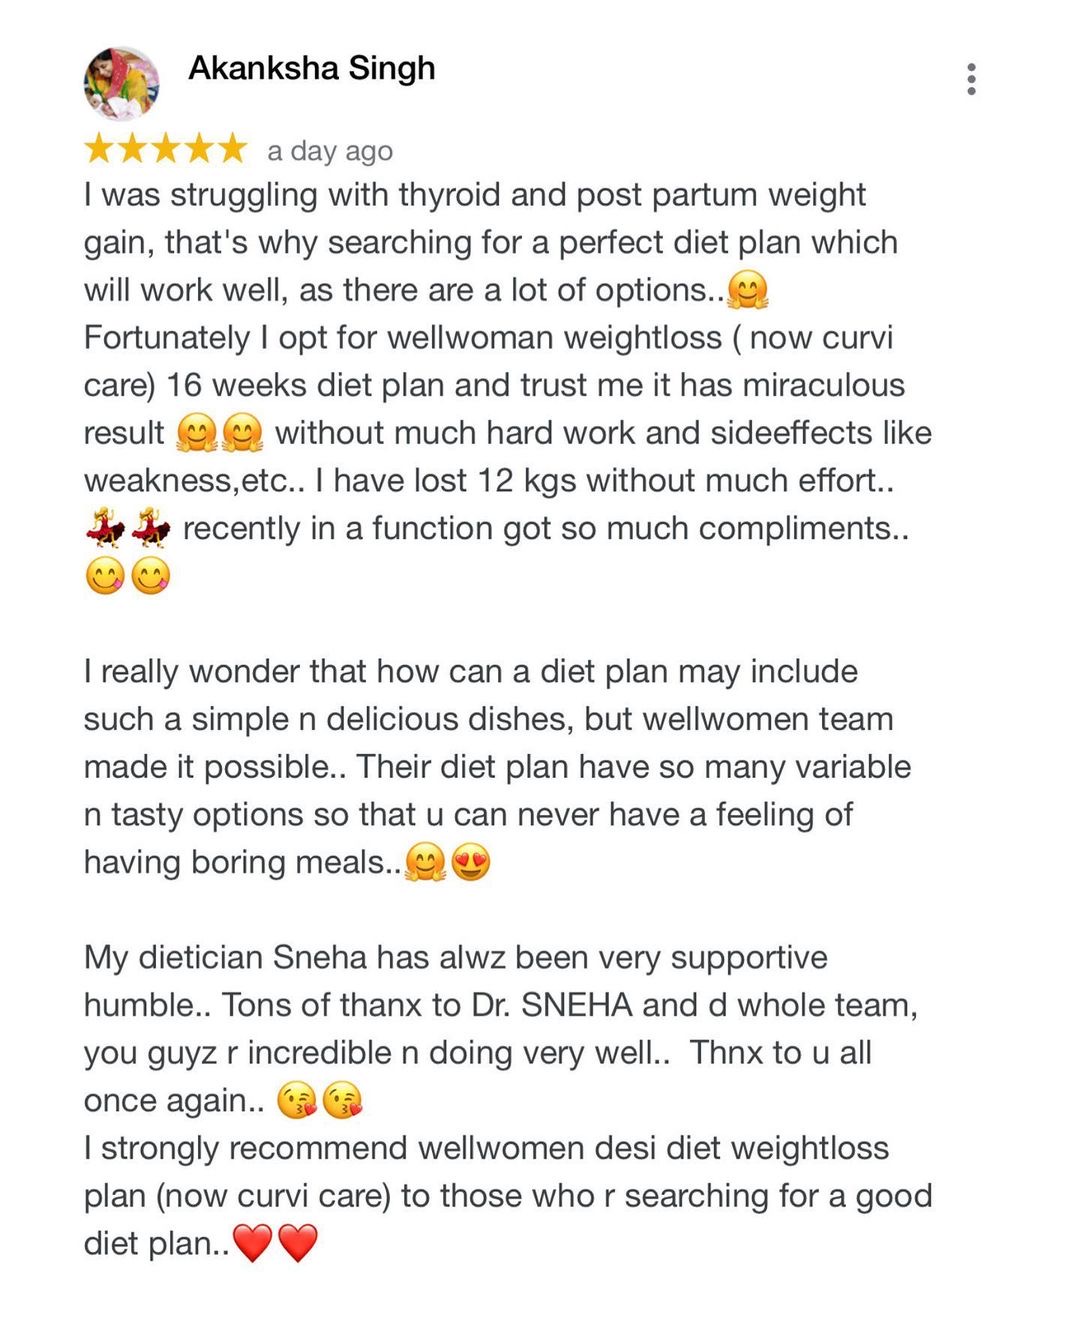 Akanksha Singh
★★★★★ a day ago
I was struggling with thyroid and post partum weight
gain, that's why searching for a perfect diet plan which
will work well, as there are a lot of options..🤗
Fortunately I opt for wellwoman weightloss ( now curvi
care) 16 weeks diet plan and trust me it has miraculous
result 🤗🤗 without much hard work and sideeffects like
weakness,etc.. I have lost 12 kgs without much effort..
💃💃 recently in a function got so much compliments..
😋😋
I really wonder that how can a diet plan may include
such a simple n delicious dishes, but wellwomen team
made it possible.. Their diet plan have so many variable
n tasty options so that u can never have a feeling of
having boring meals..🤗😍
My dietician Sneha has alwz been very supportive
humble.. Tons of thanx to Dr. SNEHA and d whole team,
you guyz r incredible n doing very well..  Thnx to u all
once again.. 😘😘
I strongly recommend wellwomen desi diet weightloss
plan (now curvi care) to those who r searching for a good
diet plan..❤️❤️